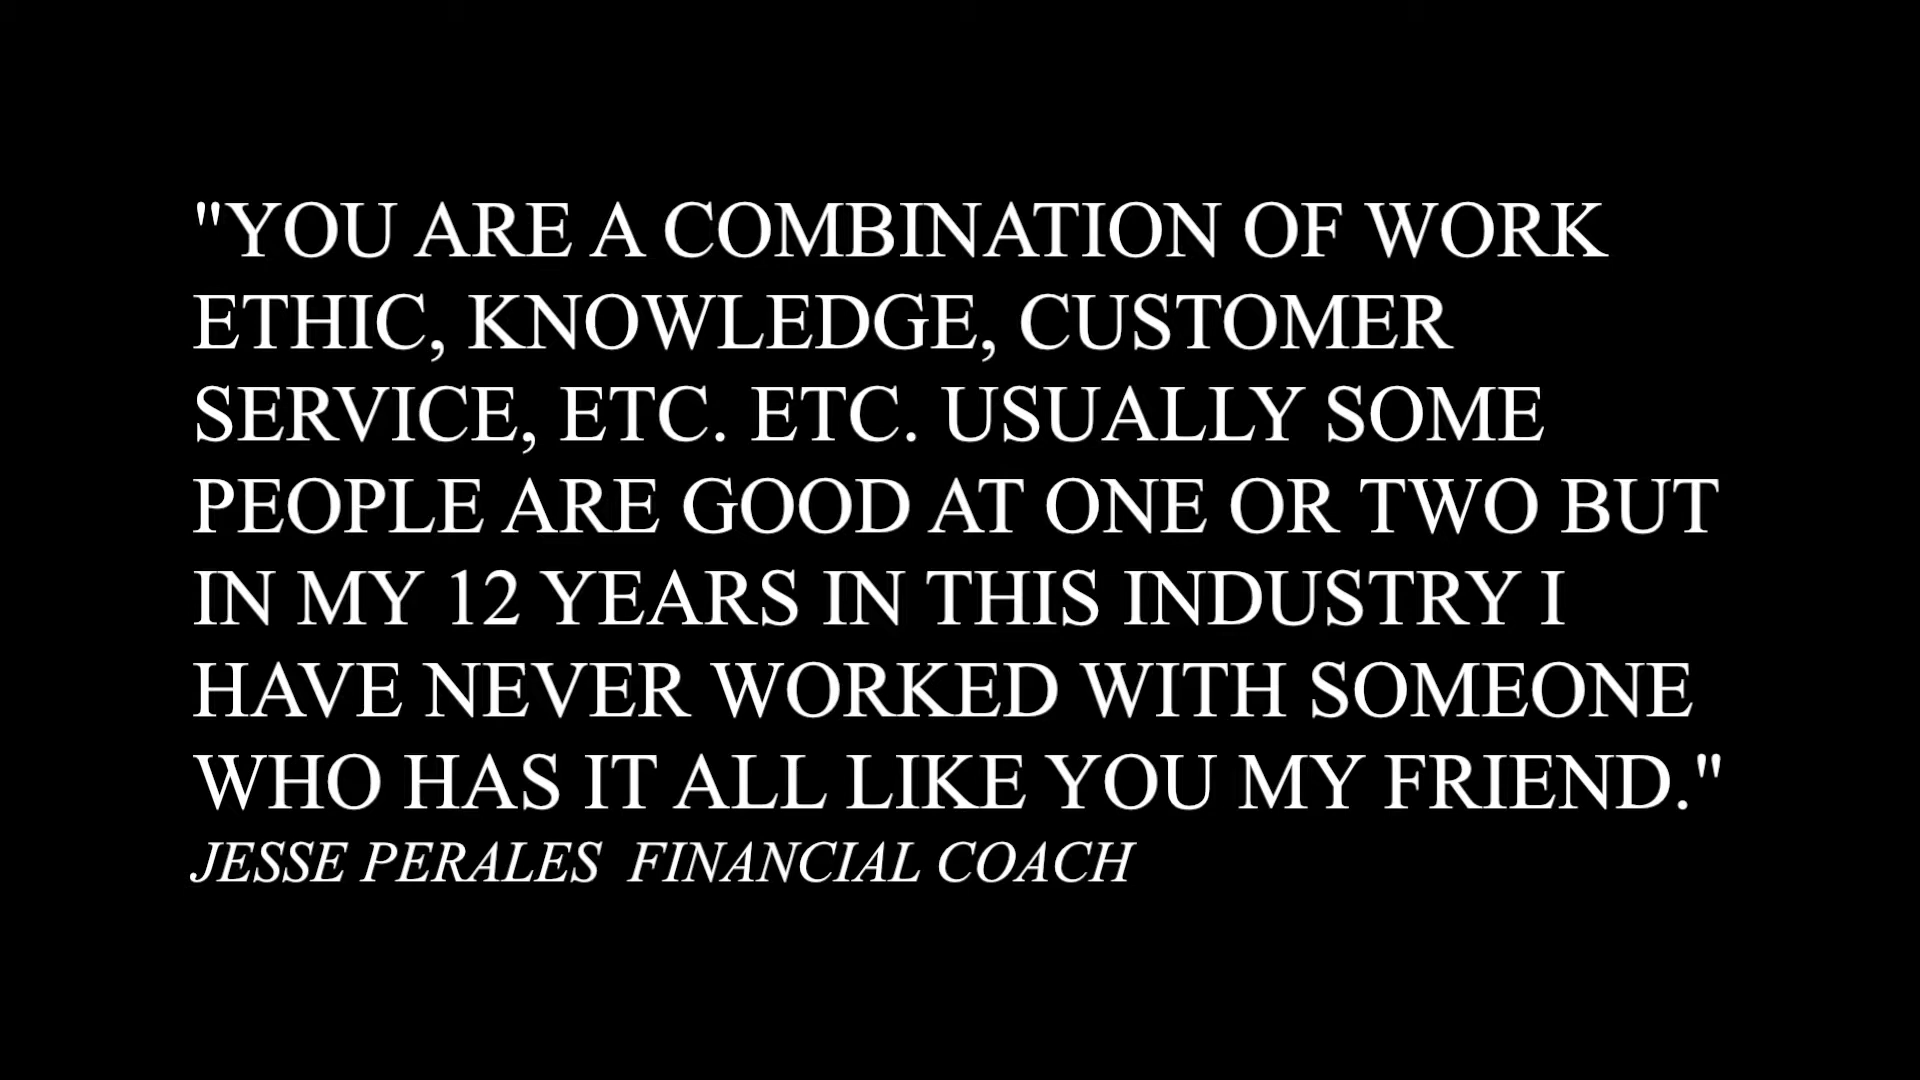 "YOU ARE A COMBINATION OF WORK
ETHIC, KNOWLEDGE, CUSTOMER
SERVICE, ETC. ETC. USUALLY SOME
PEOPLE ARE GOOD AT ONE OR TWO BUT
IN MY 12 YEARS IN THIS INDUSTRY I
HAVE NEVER WORKED WITH SOMEONE
WHO HAS IT ALL LIKE YOU MY FRIEND."
JESSE PERALES  FINANCIAL COACH